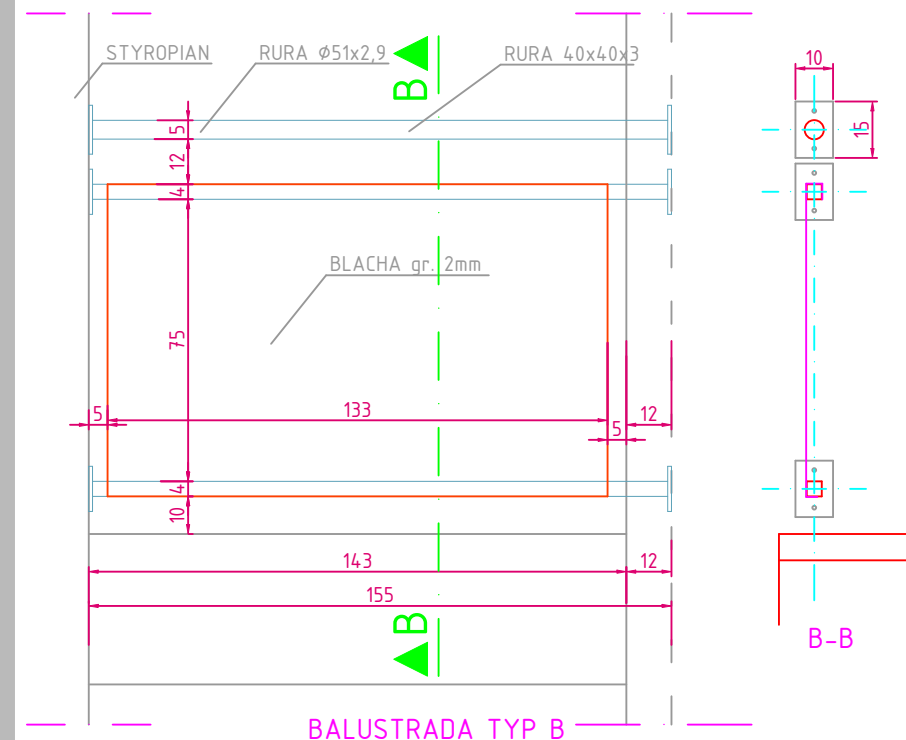 STYROPIAN
RURA ϕ51x2,9
RURA 40x40x3
B
10
5
15
12
4
BLACHA gr. 2mm
75
5
133
5
12
4
10
143
12
155
B
B-B
BALUSTRADA TYP B